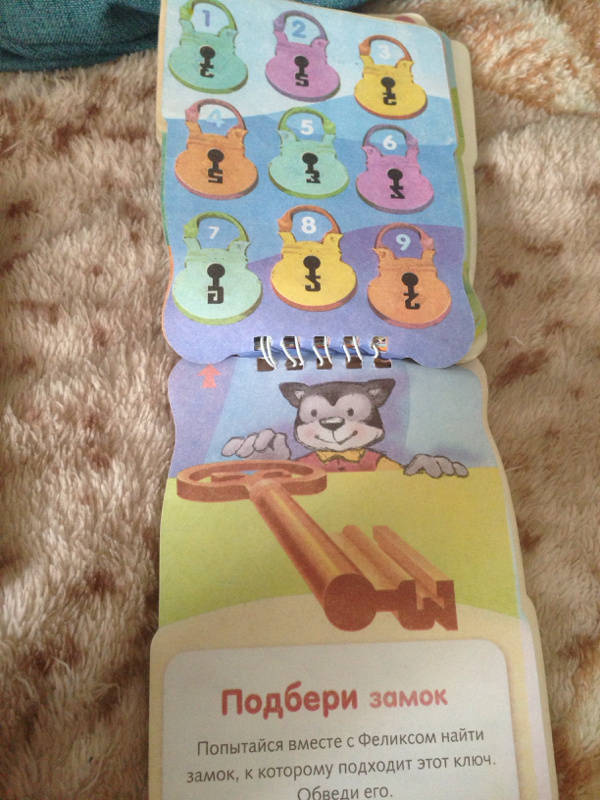 1 2 3
4 5 6
7 8 9
Подбери замок
Попытайся вместе с Феликсом найти
замок, к которому подходит этот ключ.
Обведи его.